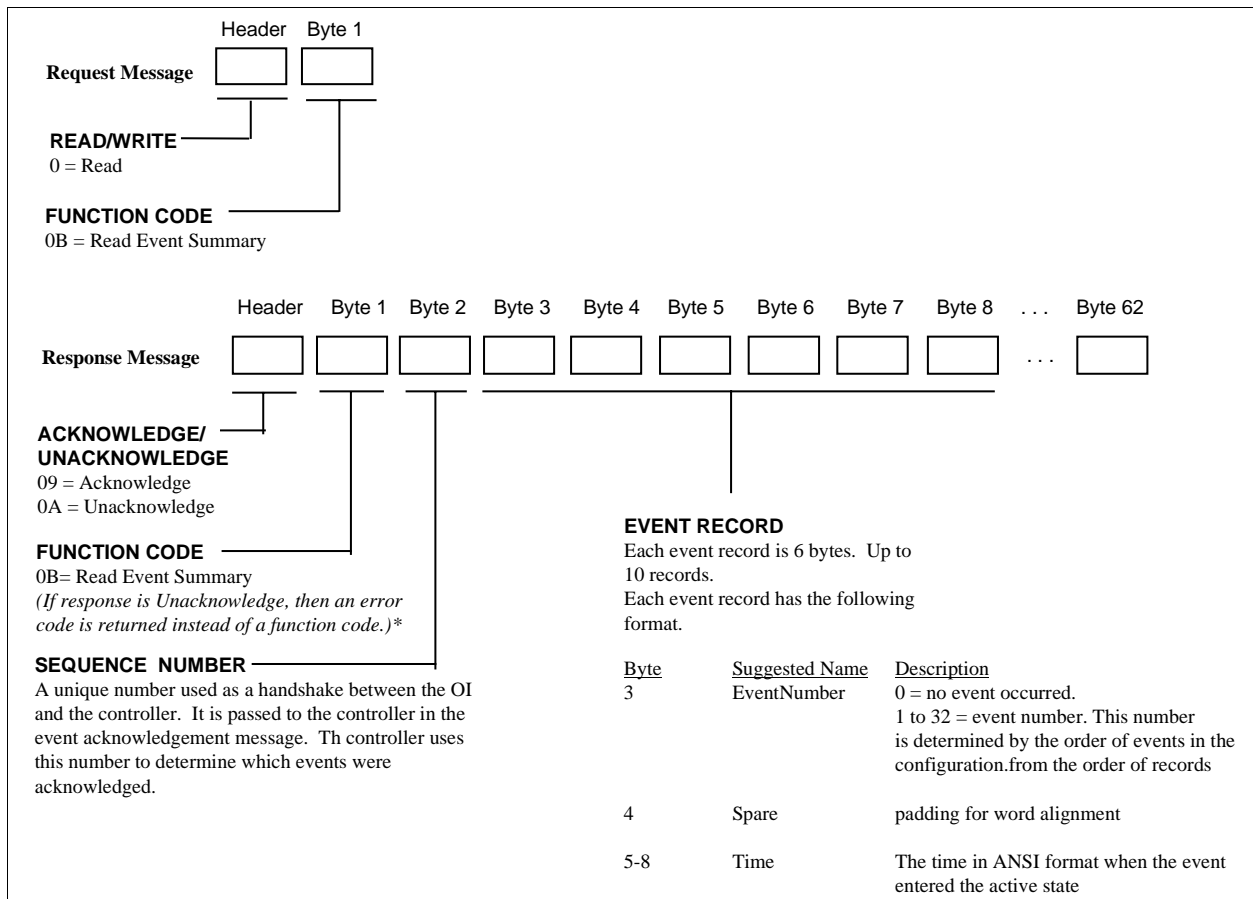 Header Byte 1
Request Message
READ/WRITE
0 = Read
FUNCTION CODE
0B = Read Event Summary
Header Byte 1 Byte 2 Byte 3 Byte 4 Byte 5 Byte 6 Byte 7 Byte 8 . . . Byte 62
Response Message . . .
ACKNOWLEDGE/
UNACKNOWLEDGE
09 = Acknowledge
0A = Unacknowledge
FUNCTION CODE
0B= Read Event Summary
(If response is Unacknowledge, then an error
code is returned instead of a function code.)*
SEQUENCE NUMBER
A unique number used as a handshake between the OI
and the controller. It is passed to the controller in the
event acknowledgement message. Th controller uses
this number to determine which events were
acknowledged.
EVENT RECORD
Each event record is 6 bytes. Up to
10 records.
Each event record has the following
format.
Byte Suggested Name Description
3 EventNumber 0 = no event occurred.
1 to 32 = event number. This number
is determined by the order of events in the
configuration.from the order of records
4 Spare padding for word alignment
5-8 Time The time in ANSI format when the event
entered the active state